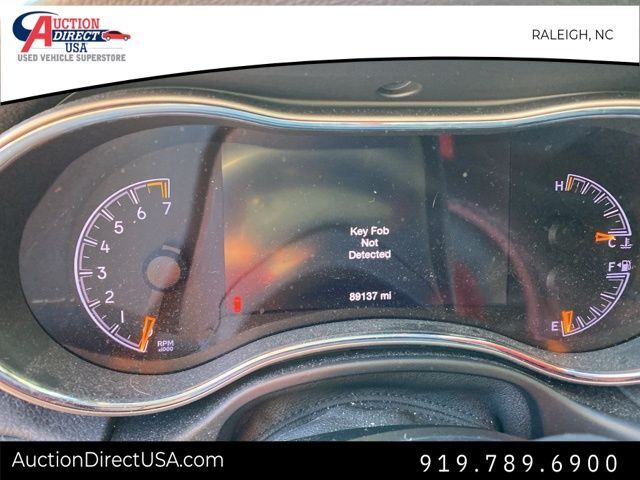 AUCTION
DIRECT
USA
USED VEHICLE SUPERSTORE
RALEIGH, NC
7
6
5
4
3
2
1
RPM
x1000
Key Fob
Not
Detected
89137 mi
H
C
F
E
AuctionDirectUSA.com
919.789.6900